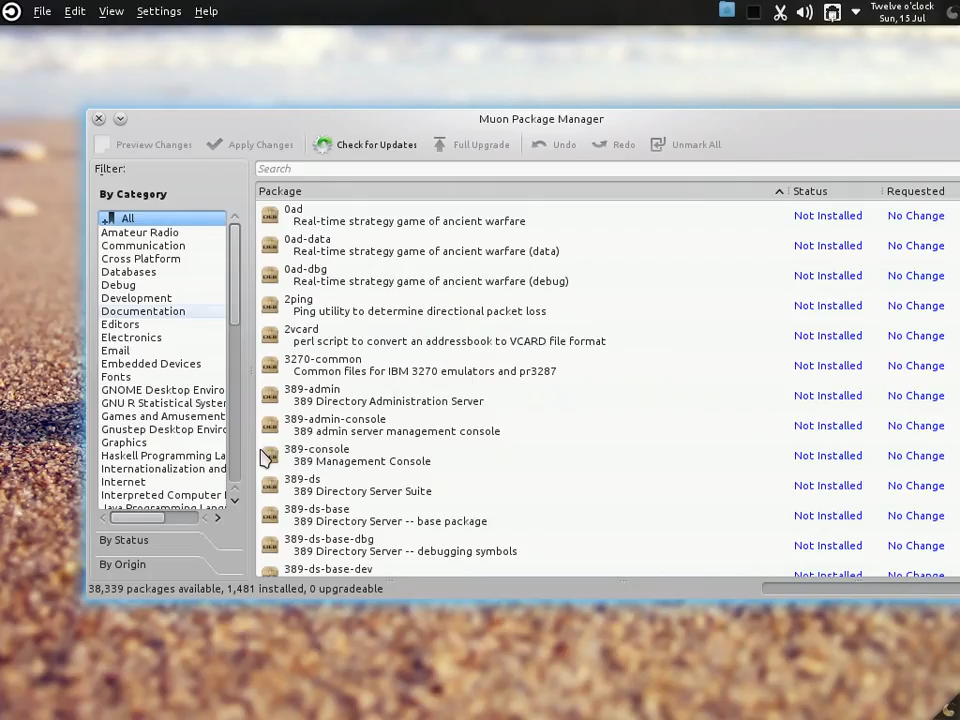 File Edit View Settings Help
Twelve o'clock
Sun, 15 Jul
Muon Package Manager
Preview Changes Apply Changes Check for Updates Full Upgrade Undo Redo Unmark All
Filter:
Search
By Category
All
Amateur Radio
Communication
Cross Platform
Databases
Debug
Development
Documentation
Editors
Electronics
Email
Embedded Devices
Fonts
GNOME Desktop Enviro
GNU R Statistical Syster
Games and Amusement
Gnustep Desktop Enviro
Graphics
Haskell Programming La
Internationalization and
Internet
Interpreted Computer
Java Programming Lang
By Status
By Origin
Package Status Requested
0ad
Real-time strategy game of ancient warfare Not Installed No Change
0ad-data
Real-time strategy game of ancient warfare (data) Not Installed No Change
0ad-dbg
Real-time strategy game of ancient warfare (debug) Not Installed No Change
2ping
Ping utility to determine directional packet loss Not Installed No Change
2vcard
perl script to convert an addressbook to VCARD file format Not Installed No Change
3270-common
Common files for IBM 3270 emulators and pr3287 Not Installed No Change
389-admin
389 Directory Administration Server Not Installed No Change
389-admin-console
389 admin server management console Not Installed No Change
389-console
389 Management Console Not Installed No Change
389-ds
389 Directory Server Suite Not Installed No Change
389-ds-base
389 Directory Server -- base package Not Installed No Change
389-ds-base-dbg
389 Directory Server -- debugging symbols Not Installed No Change
389-ds-base-dev Not Installed No Change
38,339 packages available, 1,481 installed, 0 upgradeable